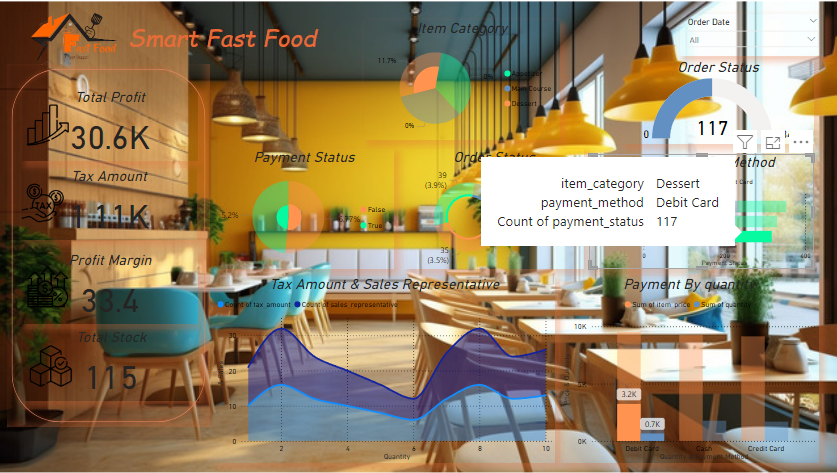 Smart Fast Food
Item Category
Order Date
All
Order Status
Total Profit
30.6K
11.7%
0%
Main Course
Dessert
0%
0
117
Payment Status
Order Status
Method
39
(3.9%)
item_category Dessert
payment_method Debit Card
Count of payment_status 117
Tax Amount
False
True
35
(3.5%)
Profit Margin
33.4
Total Stock
115
Tax Amount & Sales Representative
Count of tax_amount Count of sales_representative
20
10
0
2 4 6 8 10
Quantity
Payment By quantity
Sum of item_price Sum of quantity
10K
0K
3.2K
0.7K
Debit Card Cash Credit Card